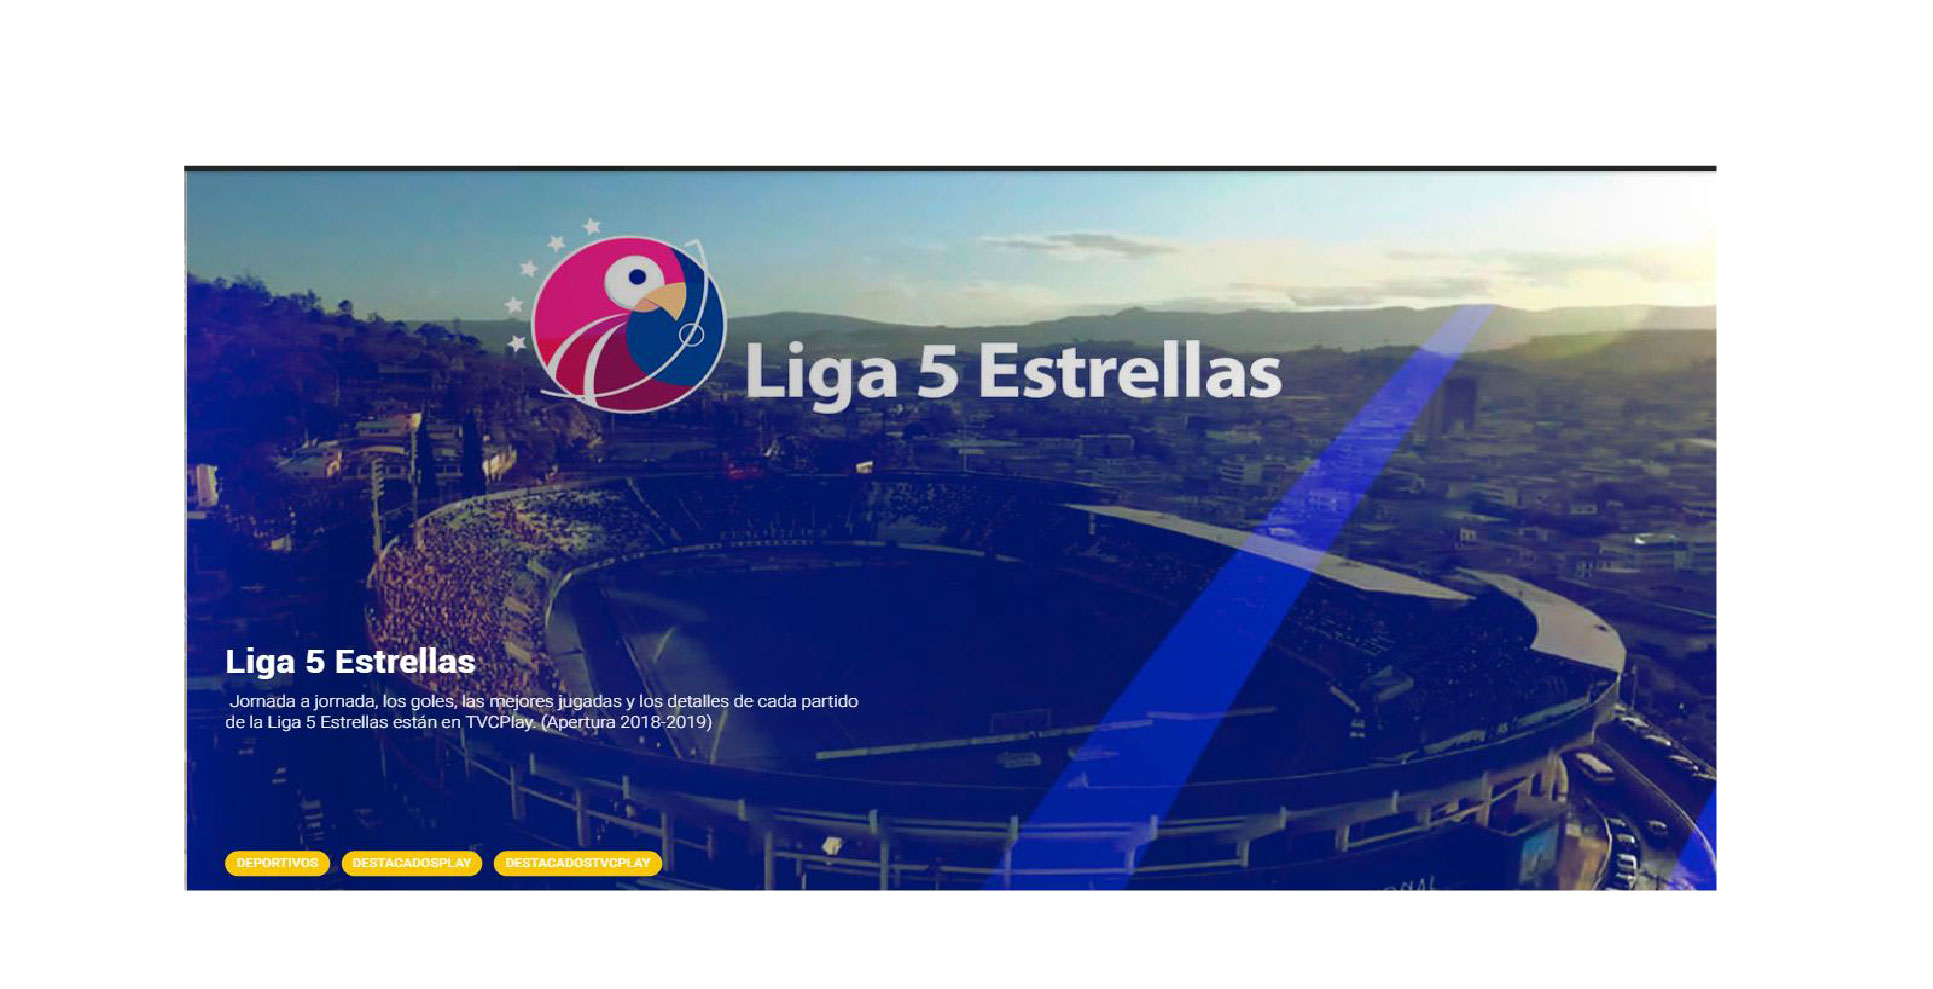 Liga 5 Estrellas
Liga 5 Estrellas
Jornada a jornada, los goles, las mejores jugadas y los detalles de cada partido
de la Liga 5 Estrellas están en TVCPlay. (Apertura 2018-2019)
DEPORTIVOS DESTACADOSPLAY DESTACADOSTVCPLAY